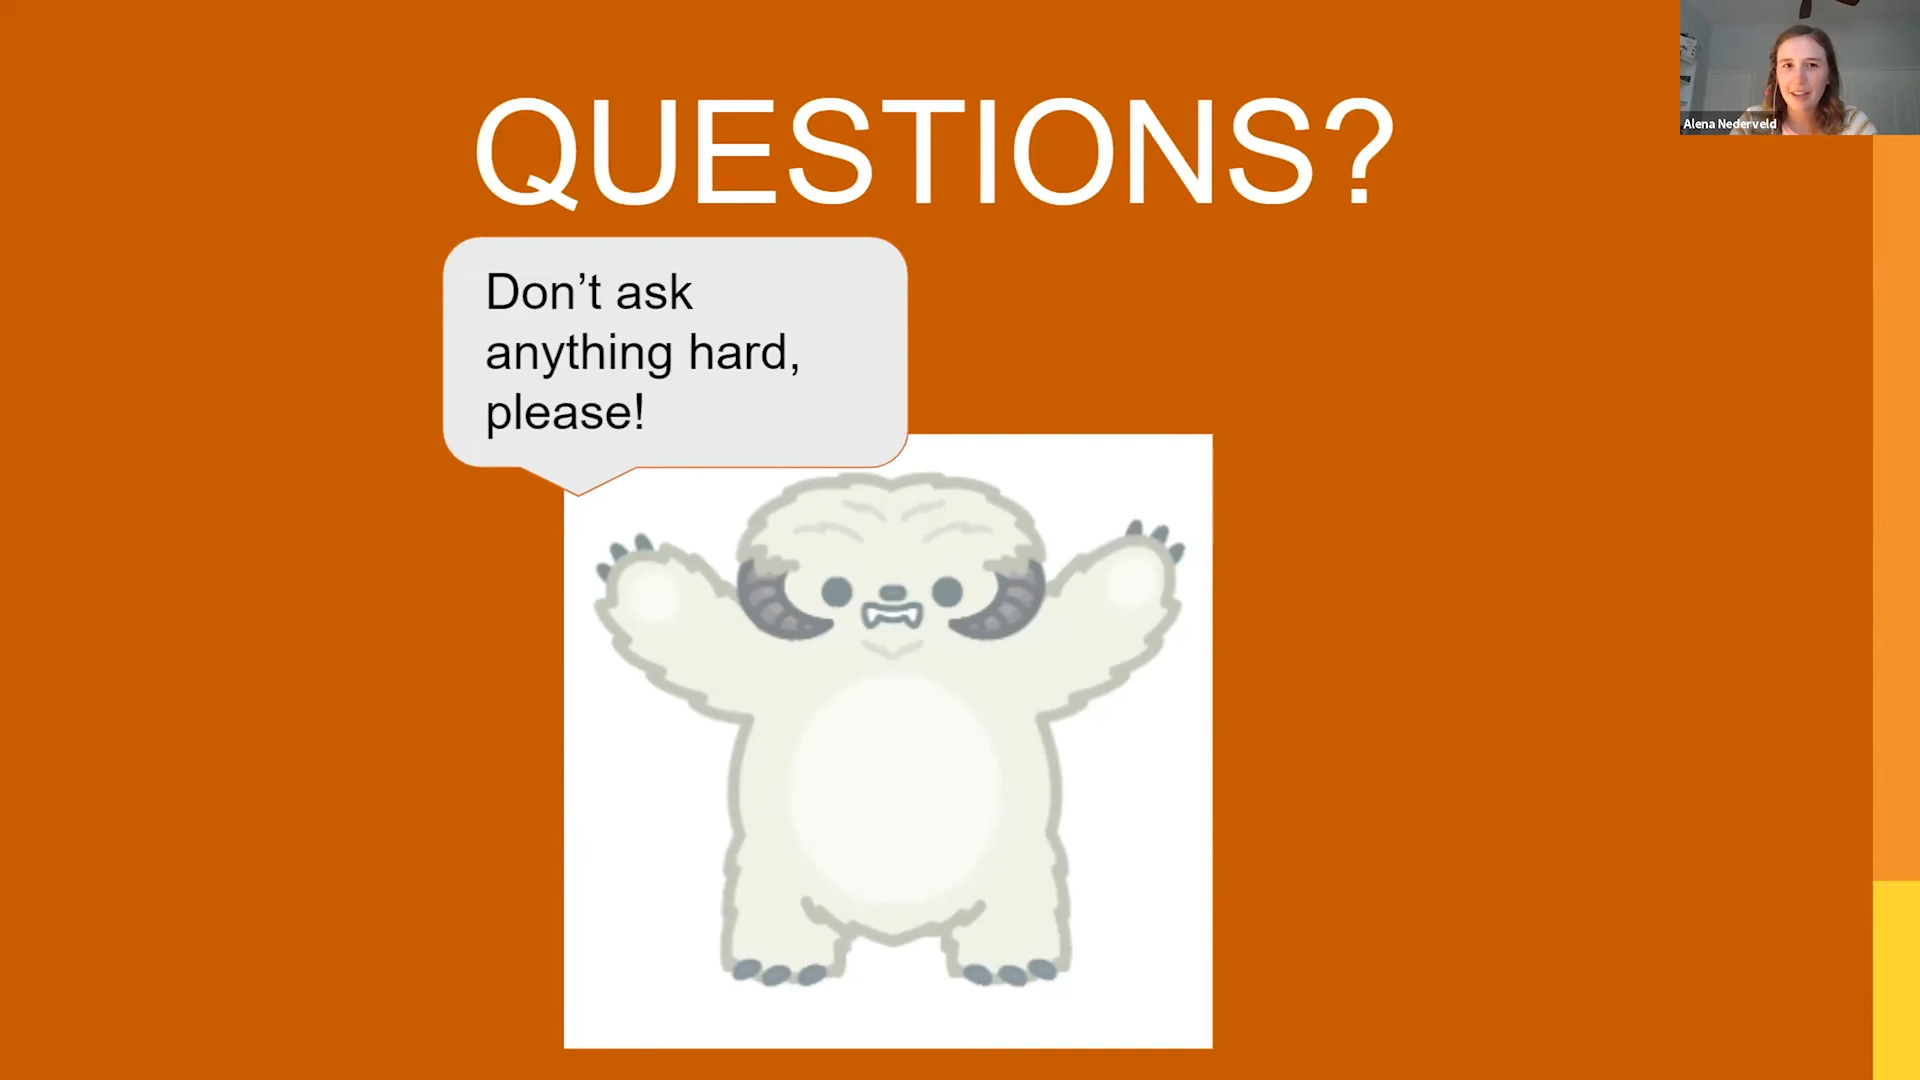 QUESTIONS?
Don’t ask
anything hard,
please!
Alena Nederveld